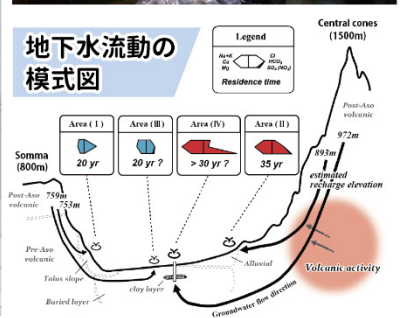 地下水流動の
模式図
Legend
Na+K
Ca
Mg
Cl
HCO₃
SO₄(NO₃)
Residence time
Central cones
(1500m)
Post-Aso
volcanic
972m
893m
estimated
recharge elevation
Volcanic activity
Area (I)
20 yr
Area (III)
20 yr ?
Area (IV)
> 30 yr ?
Area (II)
35 yr
Somma
(800m)
Post-Aso
volcanic
759m
753m
Pre-Aso
volcanic
Talus slope
Buried layer
clay layer
Alluvial
Groundwater flow direction